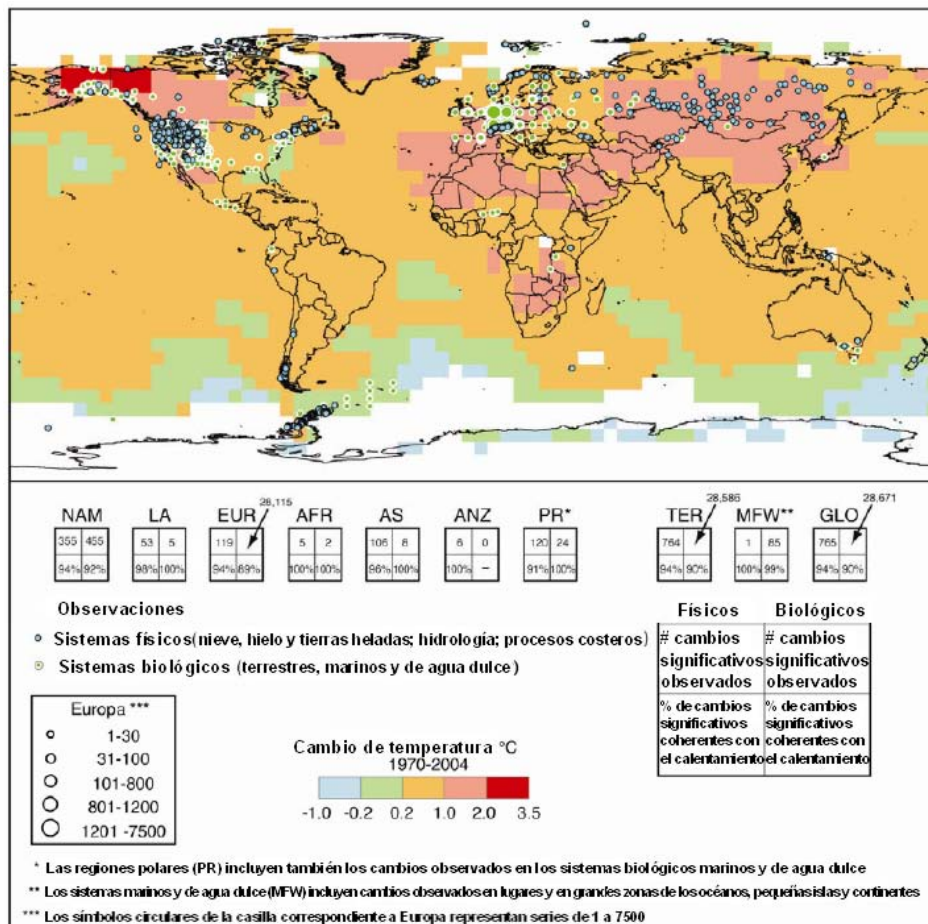 NAM LA EUR 28,115 AFR AS ANZ PR* TER 28,586 MFW** GLO 28,671
355 455 53 5 119 5 2 106 8 6 0 120 24 764 1 85 765
94% 92% 98% 100% 94% 89% 100% 100% 96% 100% 100% – 91% 100% 94% 90% 100% 99% 94% 90%
Observaciones
Sistemas físicos(nieve, hielo y tierras heladas; hidrología; procesos costeros)
Sistemas biológicos (terrestres, marinos y de agua dulce)
Físicos Biológicos
# cambios # cambios
significativos significativos
observados observados
% de cambios % de cambios
significativos significativos
coherentes con coherentes con
el calentamiento el calentamiento
Europa ***
1-30
31-100
101-800
801-1200
1201 -7500
Cambio de temperatura °C
1970-2004
-1.0 -0.2 0.2 1.0 2.0 3.5
* Las regiones polares (PR) incluyen también los cambios observados en los sistemas biológicos marinos y de agua dulce
** Los sistemas marinos y de agua dulce (MFW) incluyen cambios observados en lugares y en grandes zonas de los océanos, pequeñas islas y continentes
*** Los símbolos circulares de la casilla correspondiente a Europa representan series de 1 a 7500